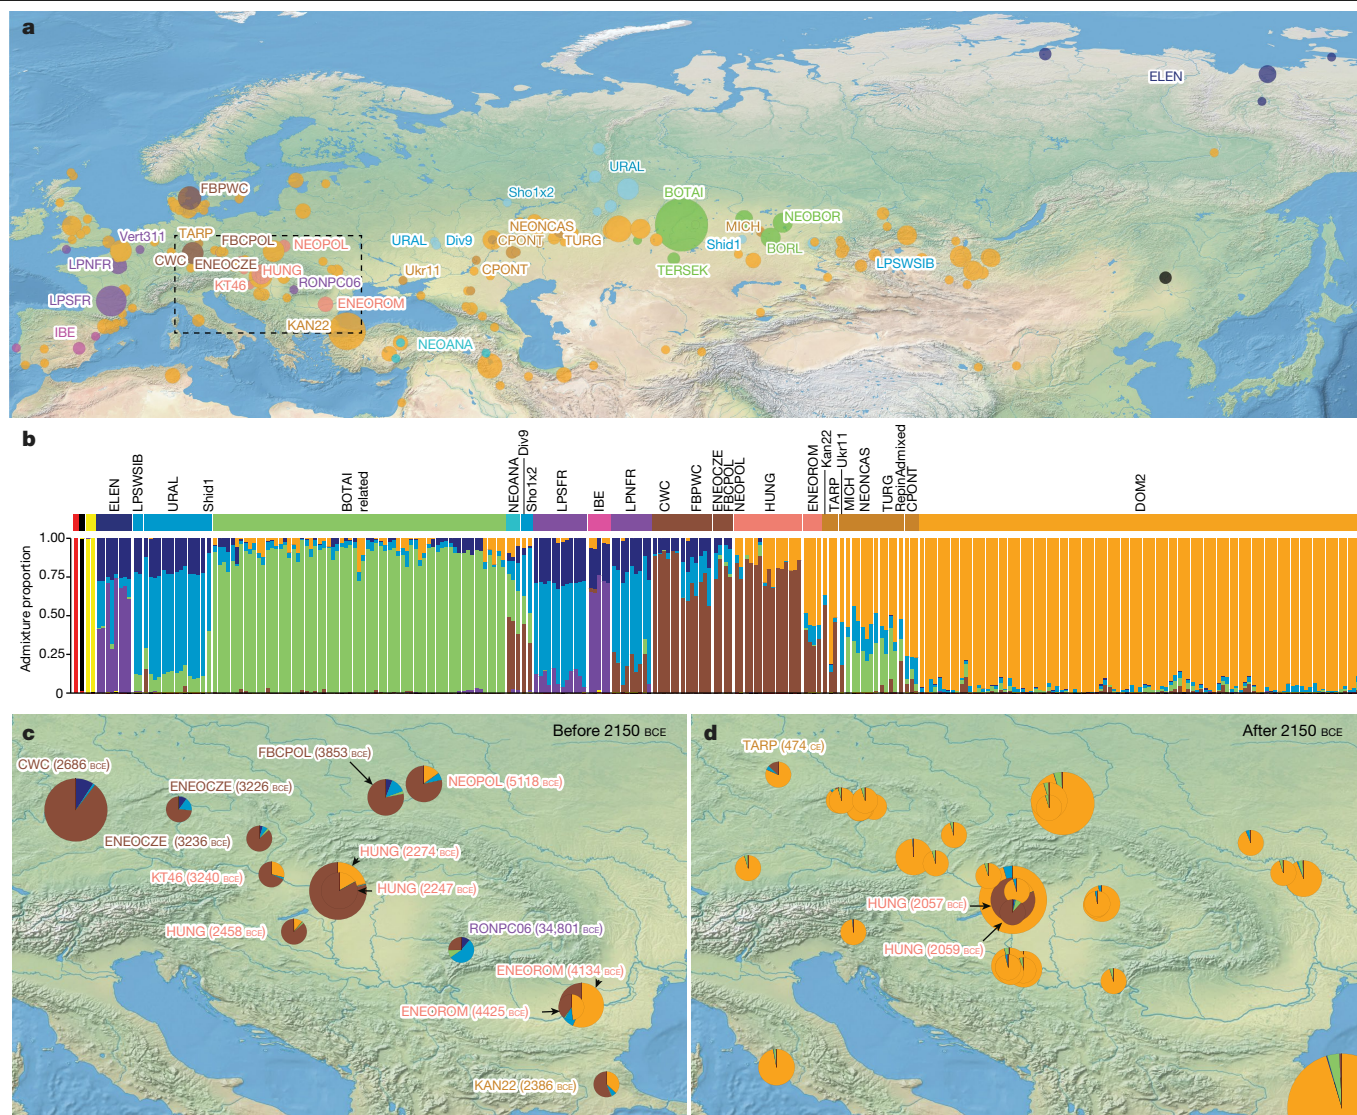 a
ELEN
URAL
FBPWC
Sho1x2
BOTAI
NEOBOR
NEONCAS
MICH
Vert311
TARP
FBCPOL
NEOPOL
URAL
Div9
CPONT
TURG
Shid1
BORL
CWC
ENEOCZE
LPNFR
HUNG
Ukr11
CPONT
TERSEK
LPSWSIB
KT46
RONPC06
LPSFR
ENEOROM
IBE
KAN22
NEOANA
b
ELEN
LPSWSIB
URAL
Shid1
BOTAI
related
NEOANA
Div9
Sho1x2
LPSFR
IBE
LPNFR
CWC
FBPWC
ENEOCZE
FBCPOL
NEOPOL
HUNG
ENEOROM
Kan22
TARP
Ukr11
MICH
NEONCAS
TURG
RepinAdmixed
CPONT
DOM2
Admixture proportion
1.00
0.75
0.50
0.25
0
c
Before 2150 BCE
FBCPOL (3853 BCE)
CWC (2686 BCE)
ENEOCZE (3226 BCE)
NEOPOL (5118 BCE)
ENEOCZE (3236 BCE)
HUNG (2274 BCE)
KT46 (3240 BCE)
HUNG (2247 BCE)
HUNG (2458 BCE)
RONPC06 (34,801 BCE)
ENEOROM (4134 BCE)
ENEOROM (4425 BCE)
KAN22 (2386 BCE)
d
After 2150 BCE
TARP (474 CE)
HUNG (2057 BCE)
HUNG (2059 BCE)